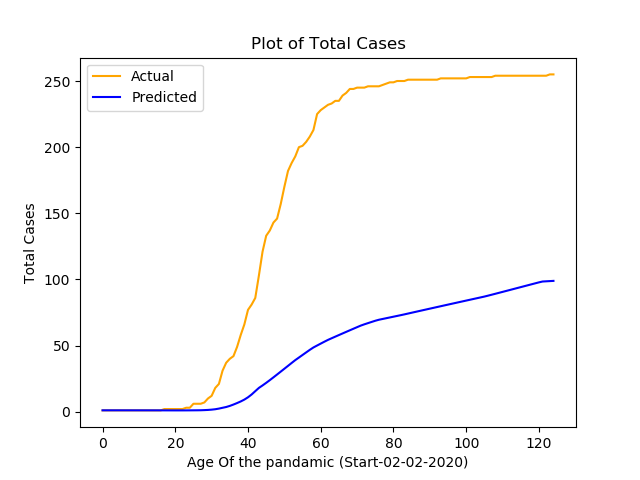 Plot of Total Cases
Actual
Predicted
250
200
150
100
50
0
Total Cases
0 20 40 60 80 100 120
Age Of the pandamic (Start-02-02-2020)